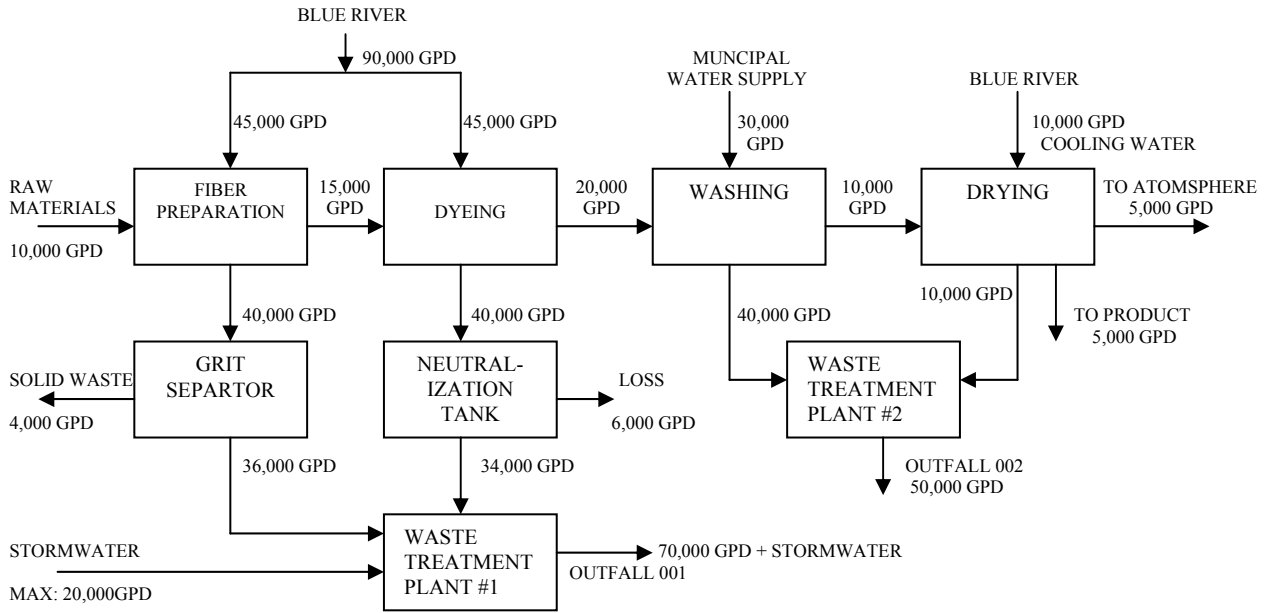 BLUE RIVER
90,000 GPD
MUNCIPAL
WATER SUPPLY
BLUE RIVER
45,000 GPD
45,000 GPD
30,000
GPD
10,000 GPD
COOLING WATER
RAW
MATERIALS
10,000 GPD
FIBER
PREPARATION
15,000
GPD
DYEING
20,000
GPD
WASHING
10,000
GPD
DRYING
TO ATOMSPHERE
5,000 GPD
40,000 GPD
40,000 GPD
40,000 GPD
10,000 GPD
TO PRODUCT
5,000 GPD
SOLID WASTE
4,000 GPD
GRIT
SEPARTOR
NEUTRAL-
IZATION
TANK
LOSS
6,000 GPD
WASTE
TREATMENT
PLANT #2
36,000 GPD
34,000 GPD
OUTFALL 002
50,000 GPD
STORMWATER
MAX: 20,000GPD
WASTE
TREATMENT
PLANT #1
70,000 GPD + STORMWATER
OUTFALL 001